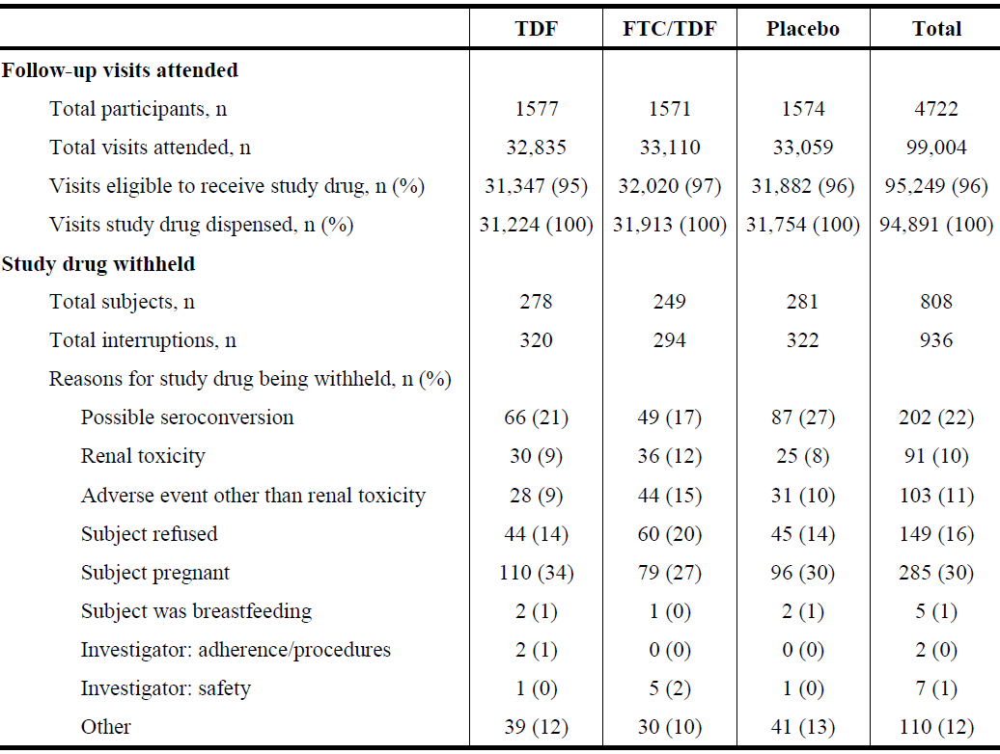 TDF FTC/TDF Placebo Total
Follow-up visits attended
Total participants, n 1577 1571 1574 4722
Total visits attended, n 32,835 33,110 33,059 99,004
Visits eligible to receive study drug, n (%) 31,347 (95) 32,020 (97) 31,882 (96) 95,249 (96)
Visits study drug dispensed, n (%) 31,224 (100) 31,913 (100) 31,754 (100) 94,891 (100)
Study drug withheld
Total subjects, n 278 249 281 808
Total interruptions, n 320 294 322 936
Reasons for study drug being withheld, n (%)
Possible seroconversion 66 (21) 49 (17) 87 (27) 202 (22)
Renal toxicity 30 (9) 36 (12) 25 (8) 91 (10)
Adverse event other than renal toxicity 28 (9) 44 (15) 31 (10) 103 (11)
Subject refused 44 (14) 60 (20) 45 (14) 149 (16)
Subject pregnant 110 (34) 79 (27) 96 (30) 285 (30)
Subject was breastfeeding 2 (1) 1 (0) 2 (1) 5 (1)
Investigator: adherence/procedures 2 (1) 0 (0) 0 (0) 2 (0)
Investigator: safety 1 (0) 5 (2) 1 (0) 7 (1)
Other 39 (12) 30 (10) 41 (13) 110 (12)